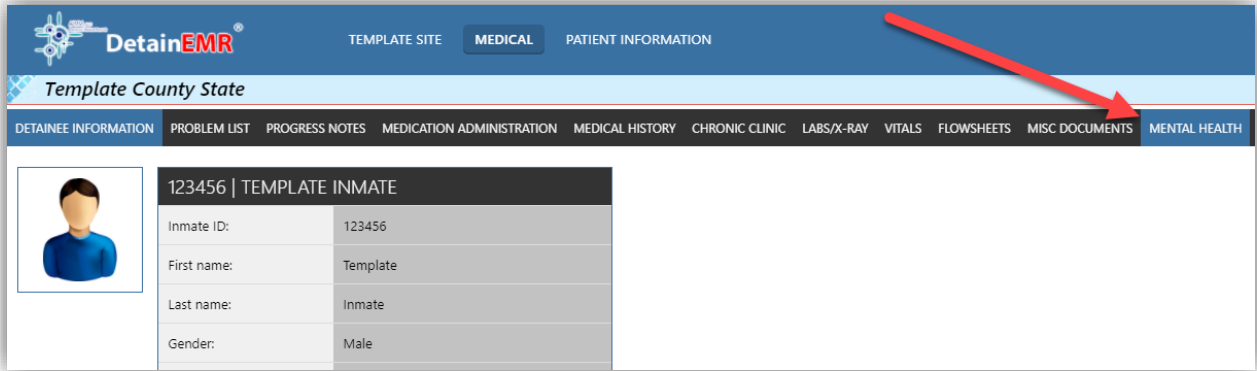 DetainEMR®
TEMPLATE SITE MEDICAL PATIENT INFORMATION
Template County State
DETAINEE INFORMATION PROBLEM LIST PROGRESS NOTES MEDICATION ADMINISTRATION MEDICAL HISTORY CHRONIC CLINIC LABS/X-RAY VITALS FLOWSHEETS MISC DOCUMENTS MENTAL HEALTH
123456 | TEMPLATE INMATE
Inmate ID: 123456
First name: Template
Last name: Inmate
Gender: Male